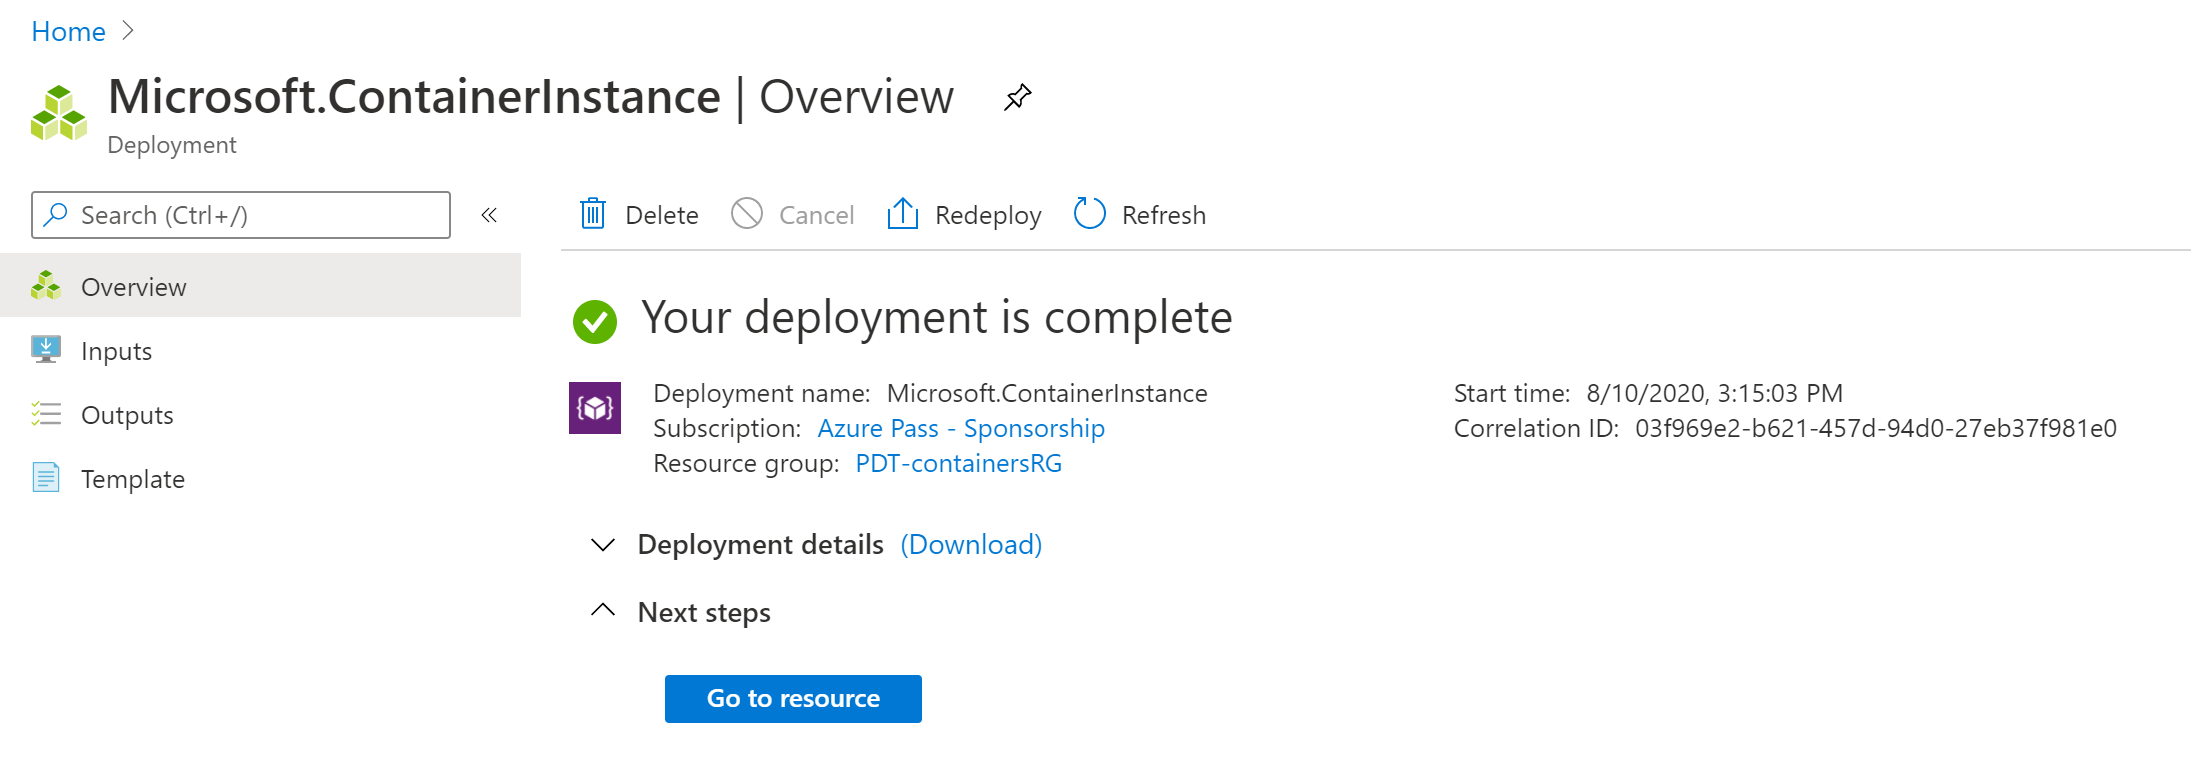 Home
Microsoft.ContainerInstance | Overview
Deployment
Search (Ctrl+/)
«
Delete
Cancel
Redeploy
Refresh
Overview
Inputs
Outputs
Template
Your deployment is complete
Deployment name: Microsoft.ContainerInstance
Subscription: Azure Pass - Sponsorship
Resource group: PDT-containersRG
Start time: 8/10/2020, 3:15:03 PM
Correlation ID: 03f969e2-b621-457d-94d0-27eb37f981e0
Deployment details (Download)
Next steps
Go to resource